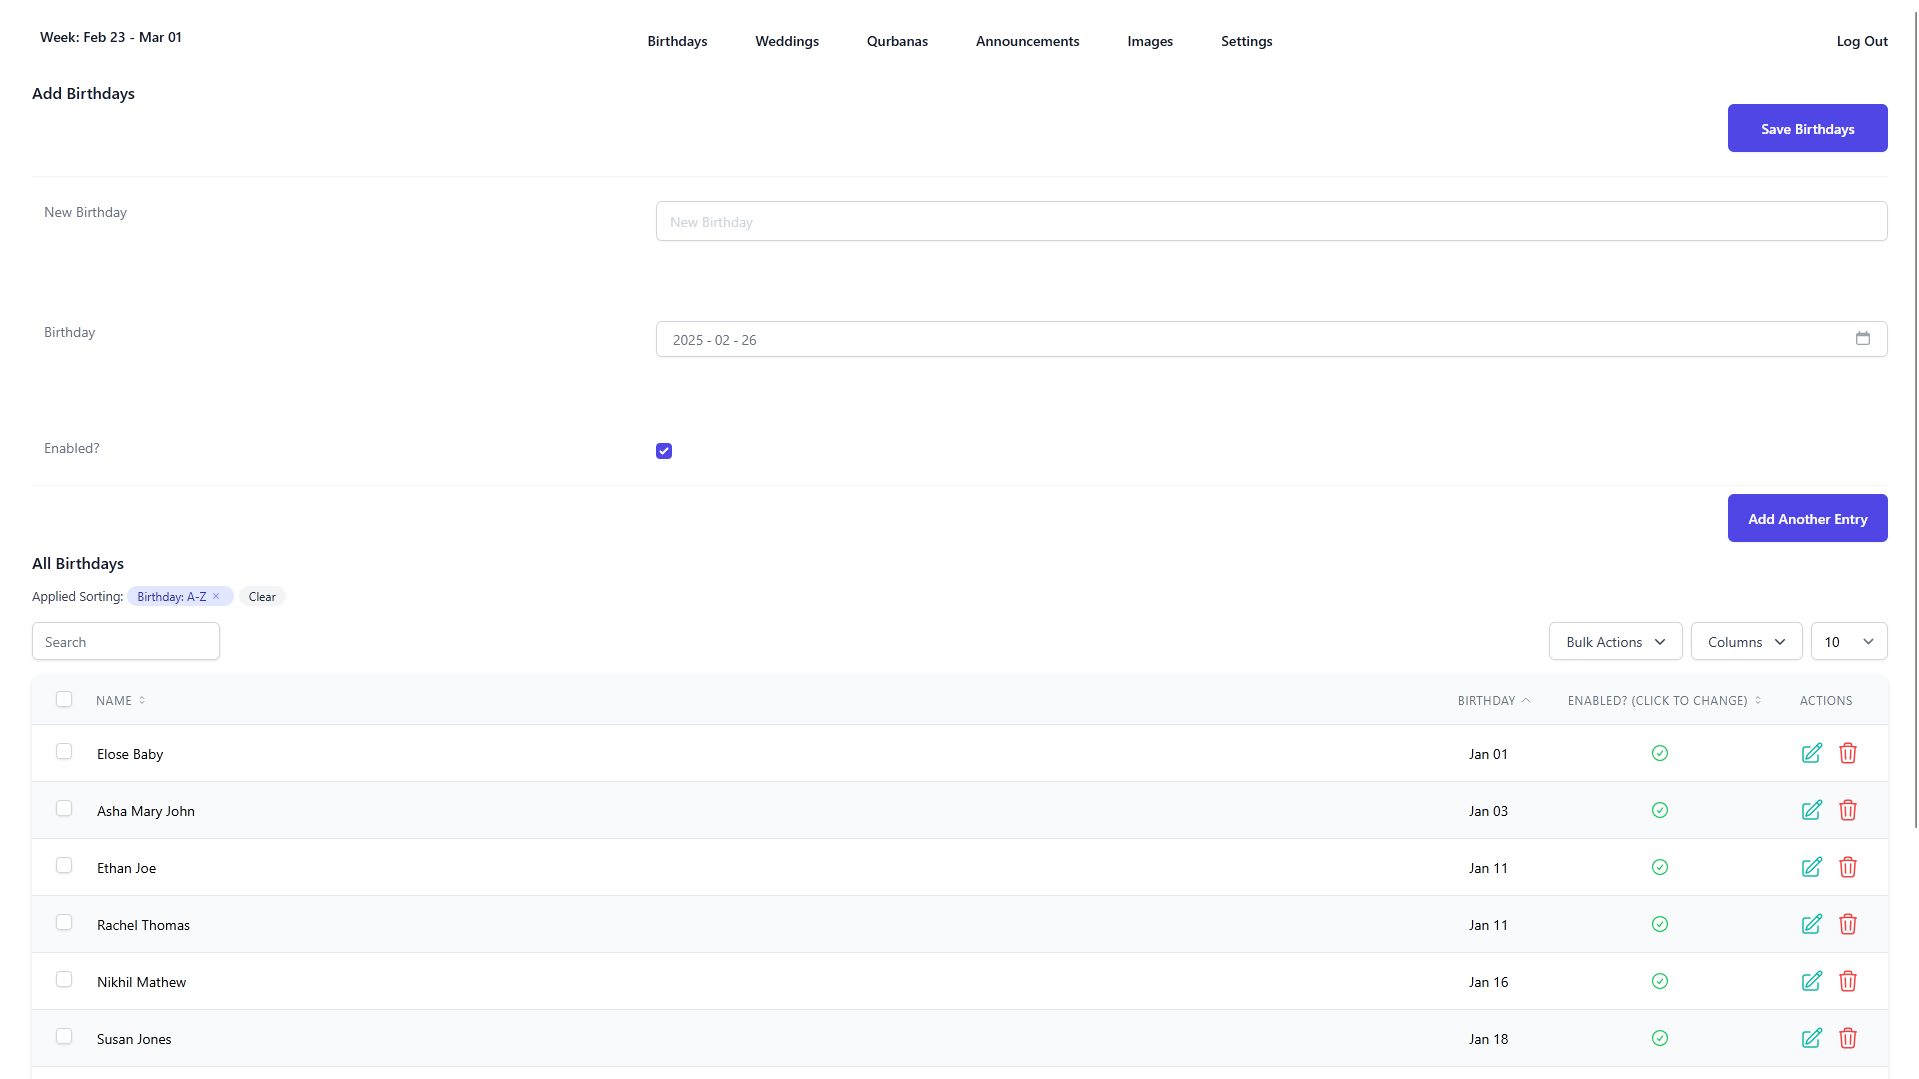 Week: Feb 23 - Mar 01
Birthdays
Weddings
Qurbanas
Announcements
Images
Settings
Log Out
Add Birthdays
Save Birthdays
New Birthday
New Birthday
Birthday
2025 - 02 - 26
Enabled?
Add Another Entry
All Birthdays
Applied Sorting: Birthday: A-Z × Clear
Search
Bulk Actions
Columns
10
NAME BIRTHDAY ENABLED? (CLICK TO CHANGE) ACTIONS
Elose Baby Jan 01
Asha Mary John Jan 03
Ethan Joe Jan 11
Rachel Thomas Jan 11
Nikhil Mathew Jan 16
Susan Jones Jan 18